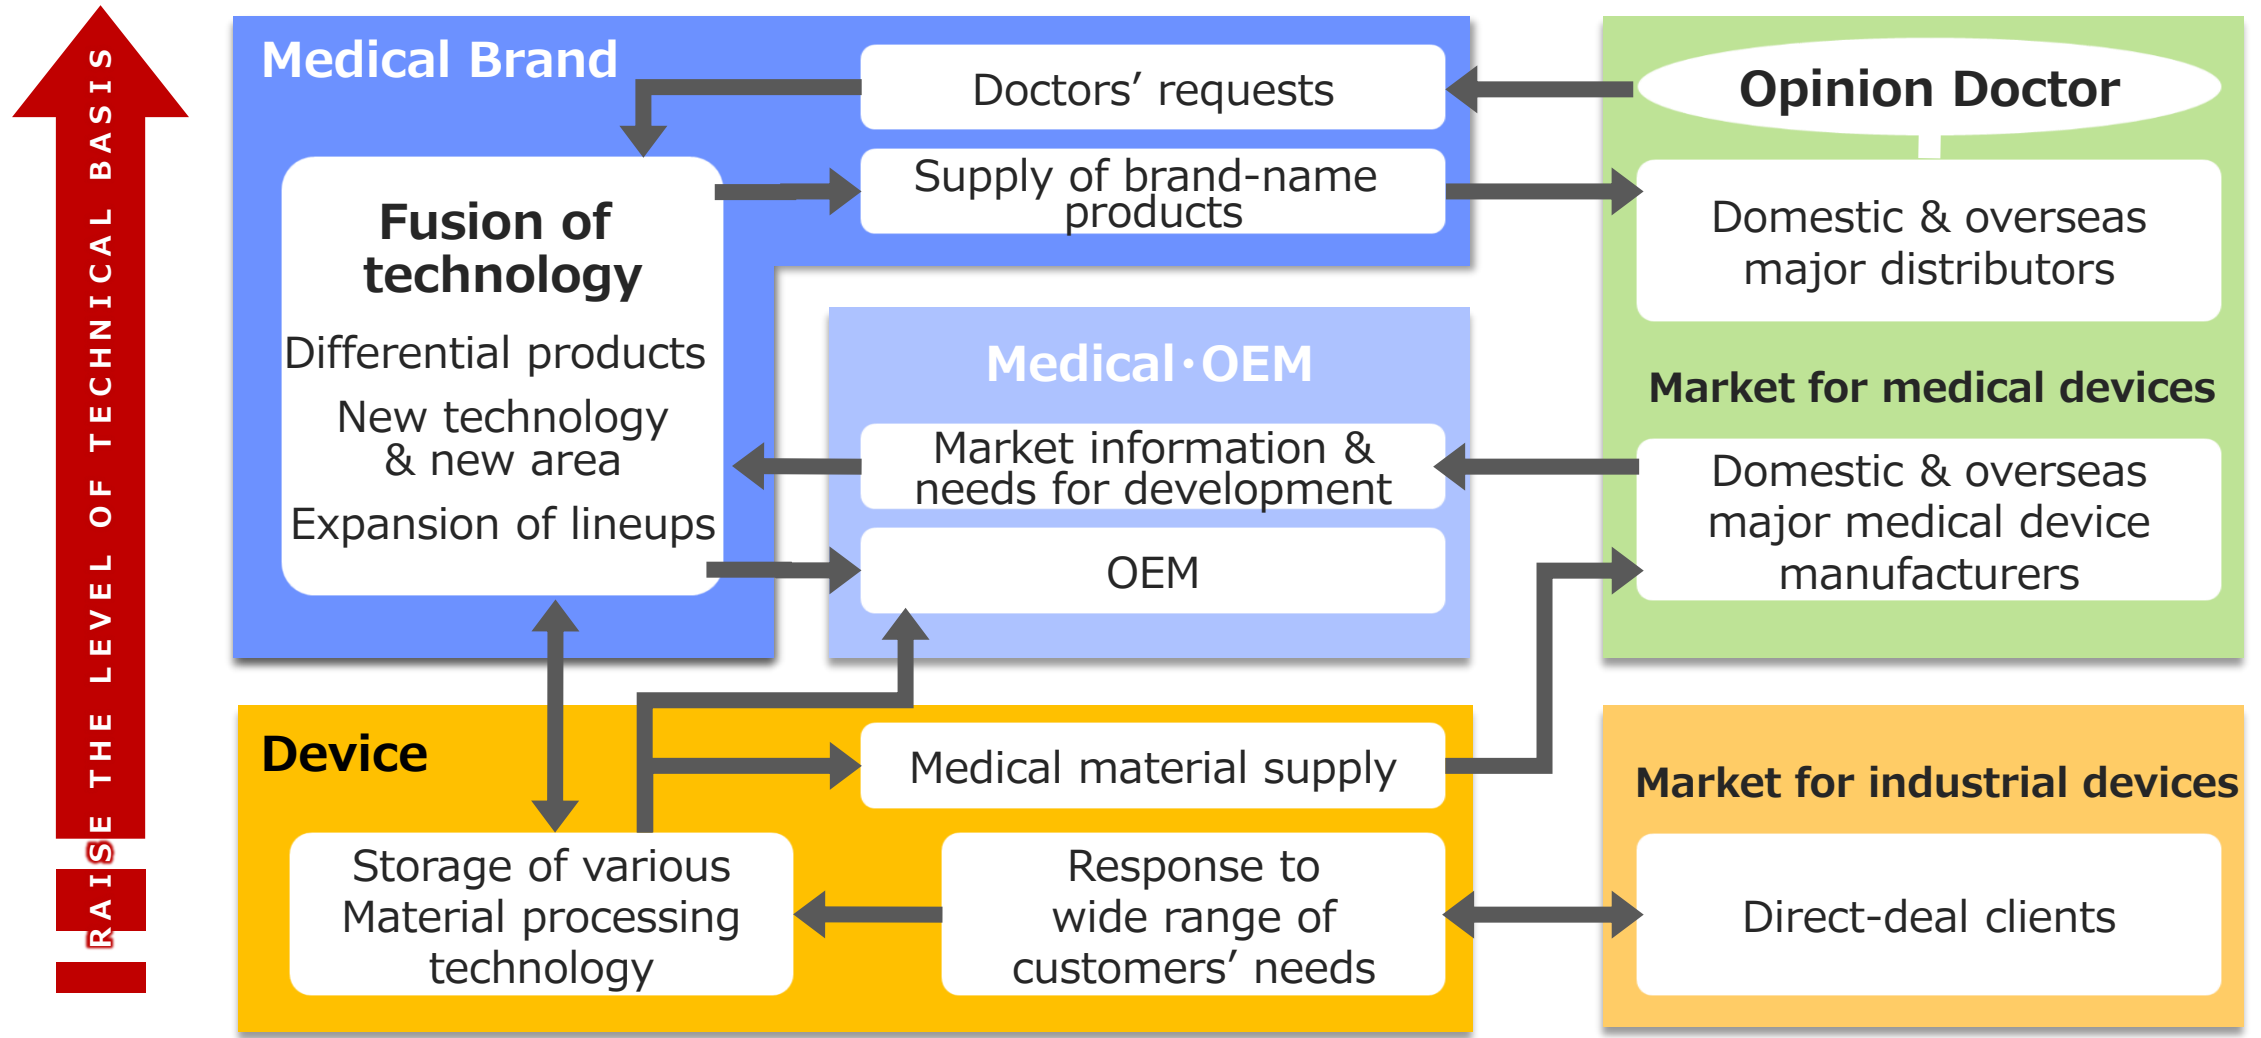 RAISE THE LEVEL OF TECHNICAL BASIS
Medical Brand
Doctors’ requests
Supply of brand-name
products
Fusion of
technology
Differential products
New technology
& new area
Expansion of lineups
Medical・OEM
Market information &
needs for development
OEM
Opinion Doctor
Domestic & overseas
major distributors
Market for medical devices
Domestic & overseas
major medical device
manufacturers
Device
Medical material supply
Storage of various
Material processing
technology
Response to
wide range of
customers’ needs
Market for industrial devices
Direct-deal clients